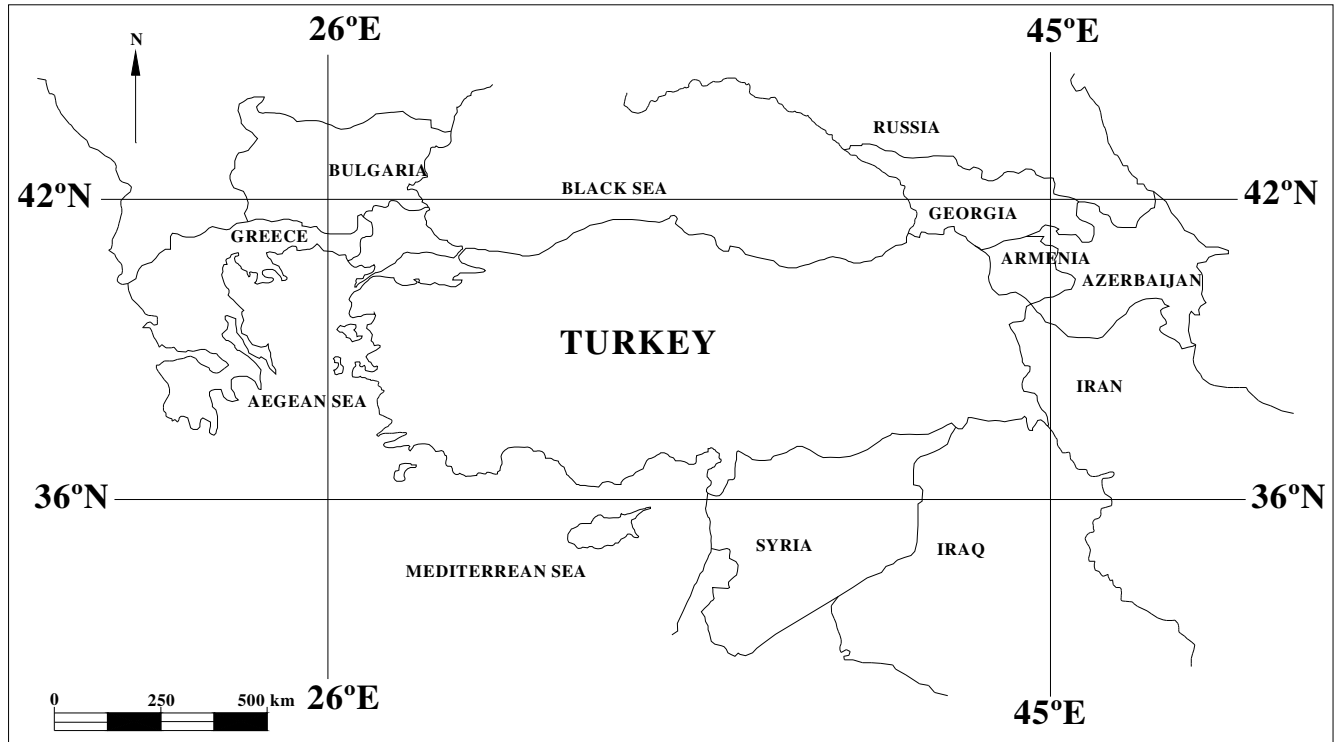 26ºE
45ºE
N
RUSSIA
BULGARIA
42ºN
BLACK SEA
42ºN
GEORGIA
GREECE
ARMENIA
AZERBAIJAN
TURKEY
IRAN
AEGEAN SEA
36ºN
36ºN
SYRIA
IRAQ
MEDITERREAN SEA
0 250 500 km
26ºE
45ºE